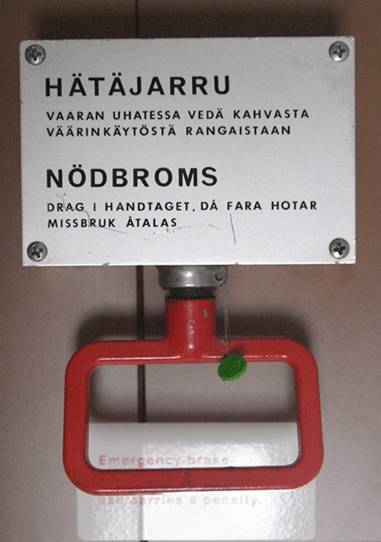 HÄTÄJARRU
VAARAN UHATESSA VEDÄ KAHVASTA
VÄÄRINKÄYTÖSTÄ RANGAISTAAN
NÖDBROMS
DRAG I HANDTAGET, DÅ FARA HOTAR
MISSBRUK ÅTALAS
Emergency brake
use carries a penalty.